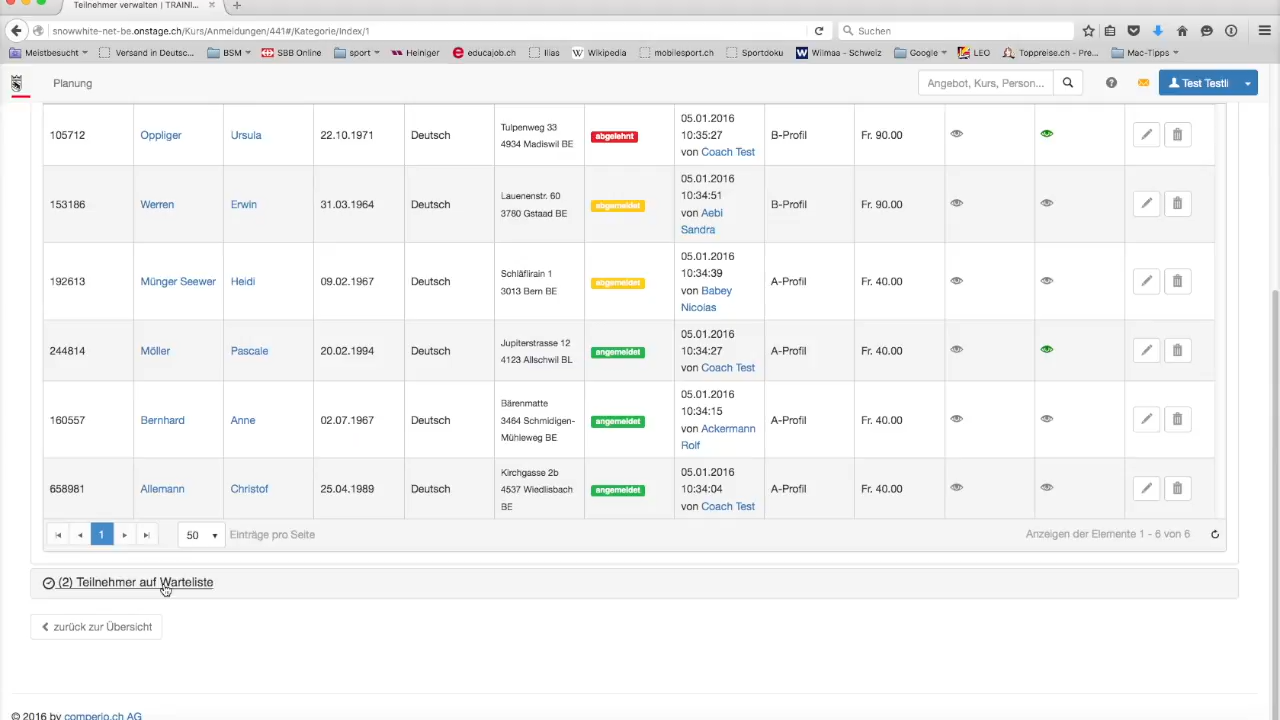 Teilnehmer verwalten | TRAINI...
snowwhite-net-be.onstage.ch/Kurs/Anmeldungen/441#/Kategorie/Index/1
Suchen
Meistbesucht
Versand in Deutsc...
BSM
SBB Online
sport
Heiniger
educajob.ch
Ilias
Wikipedia
mobilesport.ch
Sportdoku
Wilmaa - Schweiz
Google
LEO
Toppreise.ch - Pre...
Mac-Tipps
Planung
Angebot, Kurs, Person...
Test Testli
105712 Oppliger Ursula 22.10.1971 Deutsch
Tulpenweg 33
4934 Madiswil BE
abgelehnt
05.01.2016
10:35:27
von Coach Test
B-Profil Fr. 90.00
153186 Werren Erwin 31.03.1964 Deutsch
Lauenenstr. 60
3780 Gstaad BE
abgemeldet
05.01.2016
10:34:51
von Aebi
Sandra
B-Profil Fr. 90.00
192613 Münger Seewer Heidi 09.02.1967 Deutsch
Schläflirain 1
3013 Bern BE
abgemeldet
05.01.2016
10:34:39
von Babey
Nicolas
A-Profil Fr. 40.00
244814 Möller Pascale 20.02.1994 Deutsch
Jupiterstrasse 12
4123 Allschwil BL
angemeldet
05.01.2016
10:34:27
von Coach Test
A-Profil Fr. 40.00
160557 Bernhard Anne 02.07.1967 Deutsch
Bärenmatte
3464 Schmidigen-
Mühleweg BE
angemeldet
05.01.2016
10:34:15
von Ackermann
Rolf
A-Profil Fr. 40.00
658981 Allemann Christof 25.04.1989 Deutsch
Kirchgasse 2b
4537 Wiedlisbach
BE
angemeldet
05.01.2016
10:34:04
von Coach Test
A-Profil Fr. 40.00
1
50
Einträge pro Seite
Anzeigen der Elemente 1 - 6 von 6
(2) Teilnehmer auf Warteliste
zurück zur Übersicht
© 2016 by comperio.ch AG